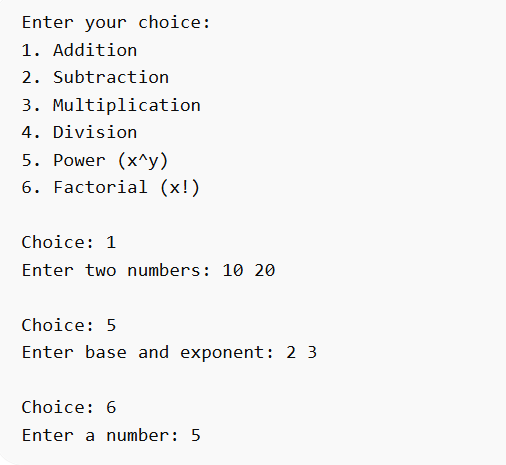 Enter your choice:
1. Addition
2. Subtraction
3. Multiplication
4. Division
5. Power (x^y)
6. Factorial (x!)
Choice: 1
Enter two numbers: 10 20
Choice: 5
Enter base and exponent: 2 3
Choice: 6
Enter a number: 5